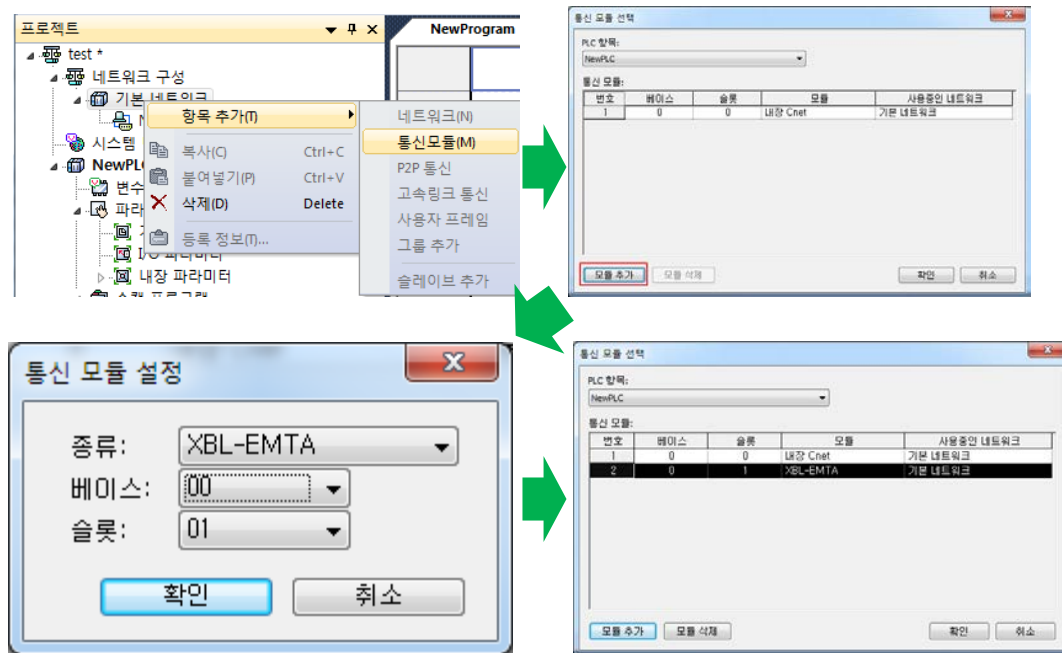 프로젝트
NewProgram
test *
네트워크 구성
기본 네트워크
시스템
NewPL
변수
파라
I/O 파라미터
내장 파라미터
스캔 프로그램
항목 추가(T)
복사(C) Ctrl+C
붙여넣기(P) Ctrl+V
삭제(D) Delete
등록 정보(T)...
네트워크(N)
통신모듈(M)
P2P 통신
고속링크 통신
사용자 프레임
그룹 추가
슬레이브 추가
통신 모듈 선택
PLC 항목:
NewPLC
통신 모듈:
번호 베이스 슬롯 모듈 사용중인 네트워크
1 0 0 내장 Cnet 기본 네트워크
모듈 추가 모듈 삭제 확인 취소
통신 모듈 설정
종류: XBL-EMTA
베이스: 00
슬롯: 01
확인 취소
통신 모듈 선택
PLC 항목:
NewPLC
통신 모듈:
번호 베이스 슬롯 모듈 사용중인 네트워크
1 0 0 내장 Cnet 기본 네트워크
2 0 1 XBL-EMTA 기본 네트워크
모듈 추가 모듈 삭제 확인 취소